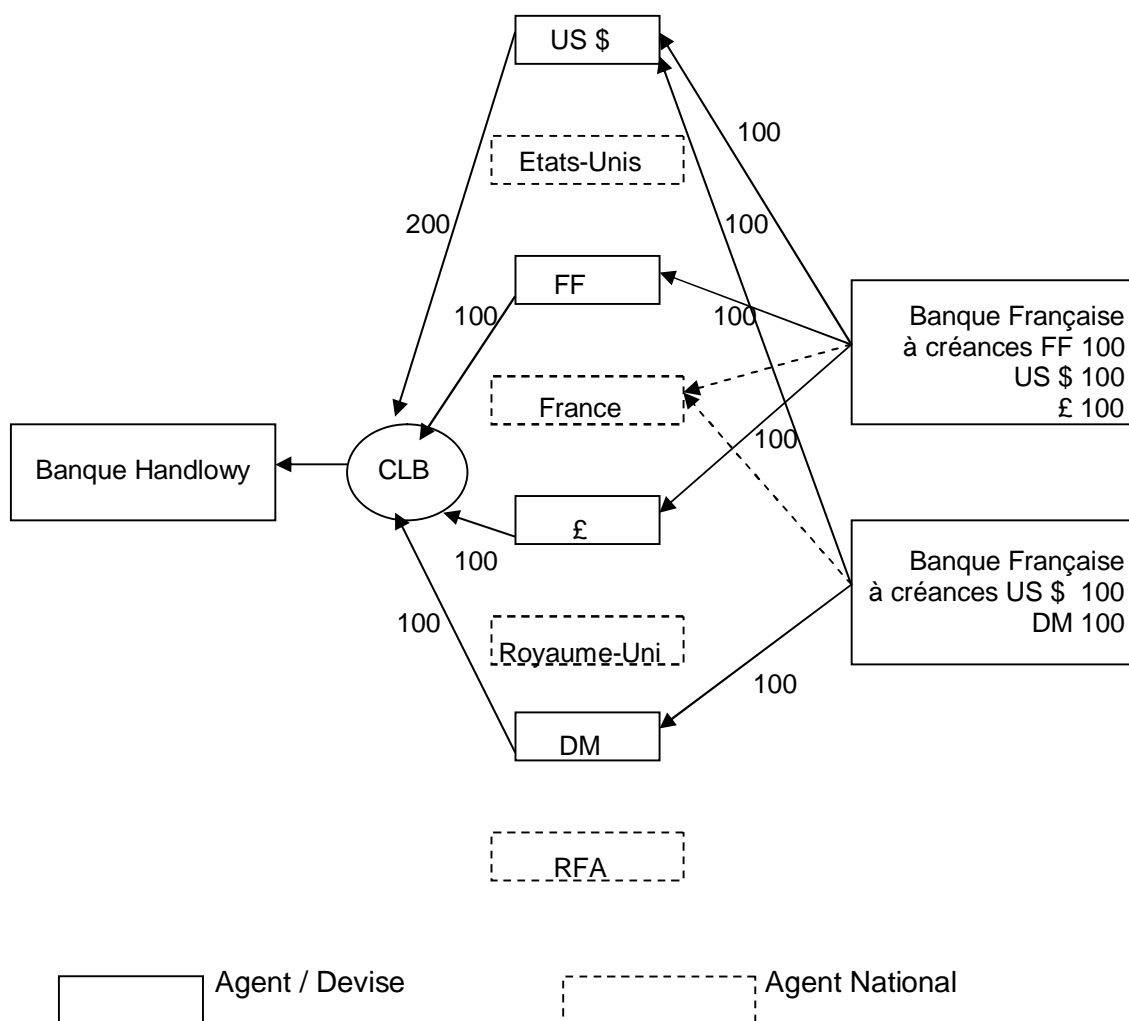 US $
100
Etats-Unis
200
100
FF
100
100
Banque Française
à créances FF 100
US $ 100
£ 100
France
100
Banque Handlowy
CLB
£
100
Banque Française
à créances US $  100
DM 100
100
Royaume-Uni
100
DM
RFA
Agent / Devise
Agent National